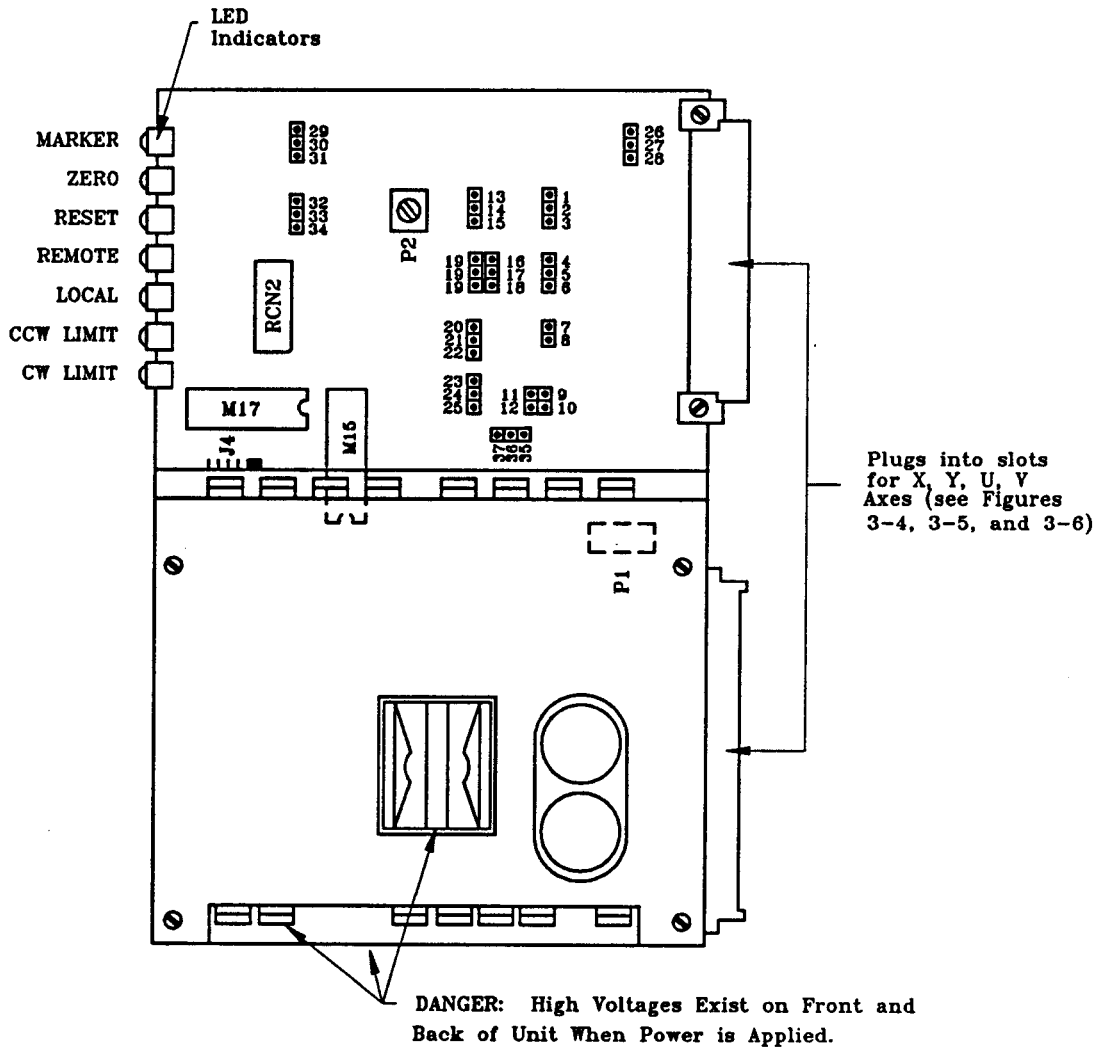 LED
Indicators
MARKER
ZERO
RESET
REMOTE
LOCAL
CCW LIMIT
CW LIMIT
29
30
31
32
33
34
RCN2
P2
13
14
15
1
2
3
26
27
28
19
19
19
16
17
18
4
5
6
20
21
22
7
8
23
24
25
11
12
9
10
37
36
35
M17
J4
M15
P1
Plugs into slots
for X, Y, U, V
Axes (see Figures
3-4, 3-5, and 3-6)
DANGER: High Voltages Exist on Front and
Back of Unit When Power is Applied.